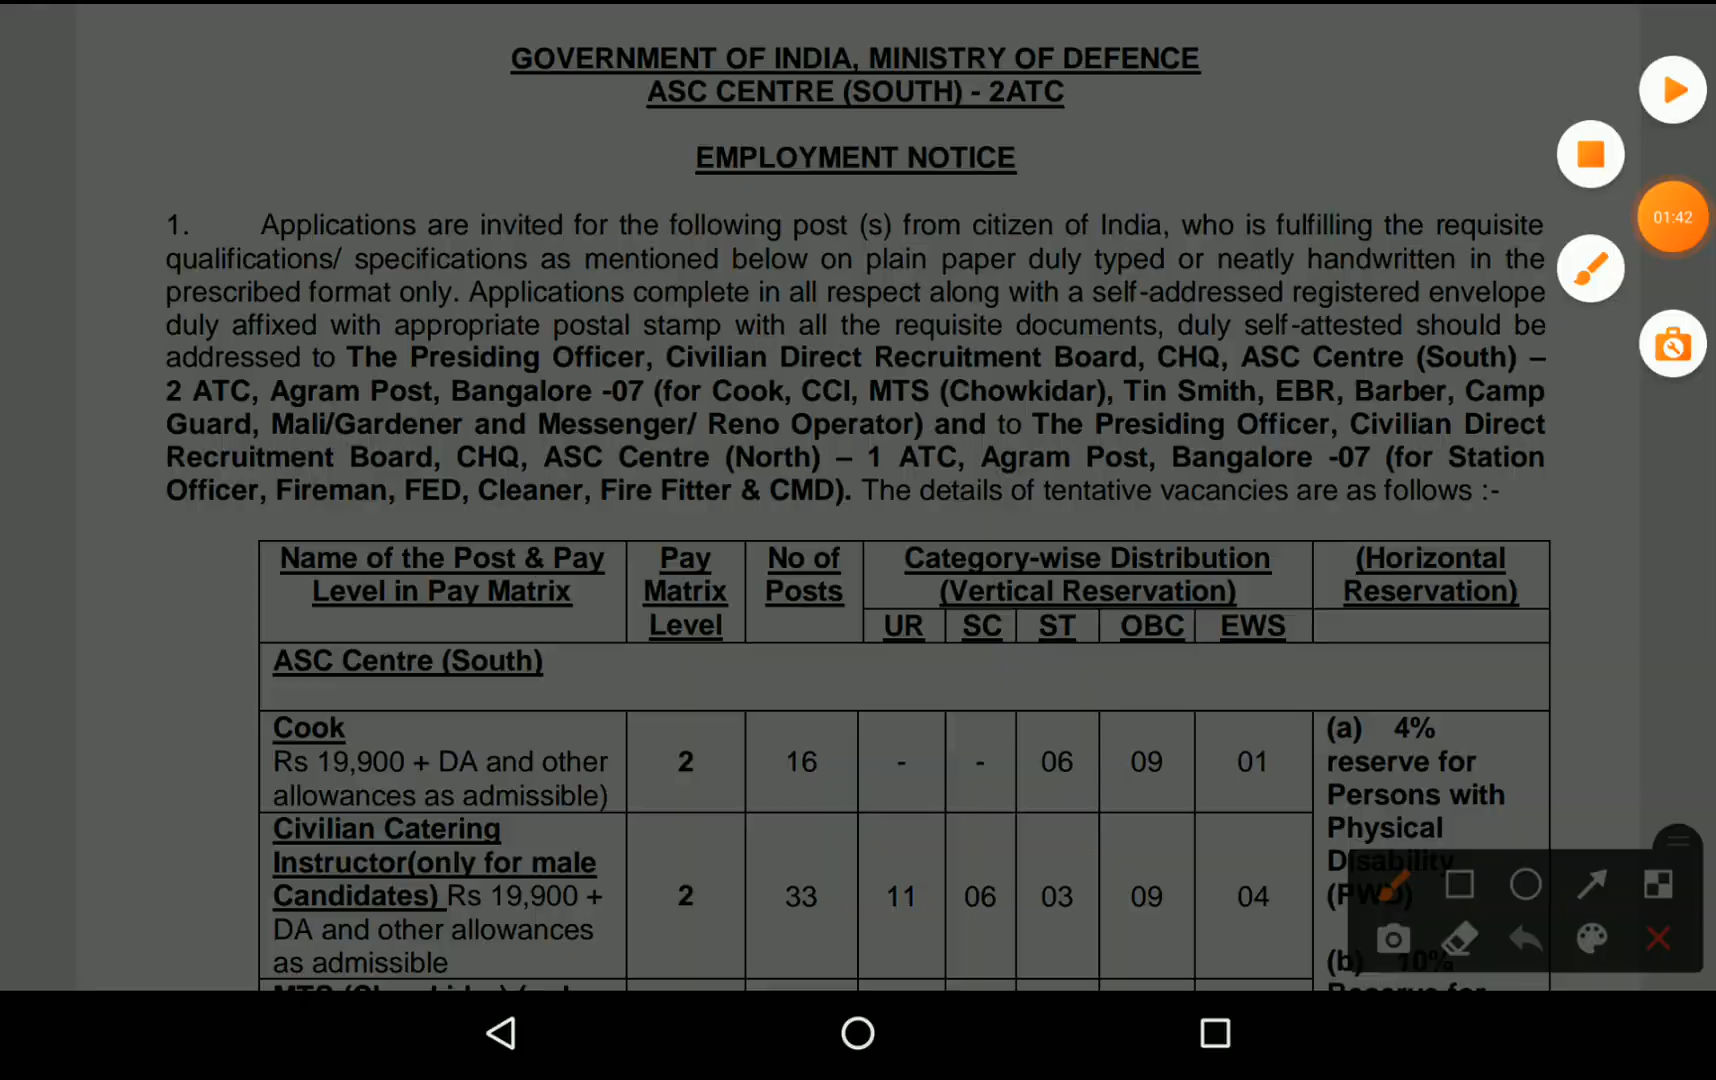 GOVERNMENT OF INDIA, MINISTRY OF DEFENCE
ASC CENTRE (SOUTH) - 2ATC
EMPLOYMENT NOTICE
1. Applications are invited for the following post (s) from citizen of India, who is fulfilling the requisite
qualifications/ specifications as mentioned below on plain paper duly typed or neatly handwritten in the
prescribed format only. Applications complete in all respect along with a self-addressed registered envelope
duly affixed with appropriate postal stamp with all the requisite documents, duly self-attested should be
addressed to The Presiding Officer, Civilian Direct Recruitment Board, CHQ, ASC Centre (South) –
2 ATC, Agram Post, Bangalore -07 (for Cook, CCI, MTS (Chowkidar), Tin Smith, EBR, Barber, Camp
Guard, Mali/Gardener and Messenger/ Reno Operator) and to The Presiding Officer, Civilian Direct
Recruitment Board, CHQ, ASC Centre (North) – 1 ATC, Agram Post, Bangalore -07 (for Station
Officer, Fireman, FED, Cleaner, Fire Fitter & CMD). The details of tentative vacancies are as follows :-
Name of the Post & Pay Pay No of Category-wise Distribution (Horizontal
Level in Pay Matrix Matrix Posts (Vertical Reservation) Reservation)
Level UR SC ST OBC EWS
ASC Centre (South)
Cook (a) 4%
Rs 19,900 + DA and other 2 16 - - 06 09 01 reserve for
allowances as admissible) Persons with
Civilian Catering Physical
Instructor(only for male Disability
Candidates) Rs 19,900 + 2 33 11 06 03 09 04 (PWD)
DA and other allowances
as admissible (b) 10%
Reserve for
01:42